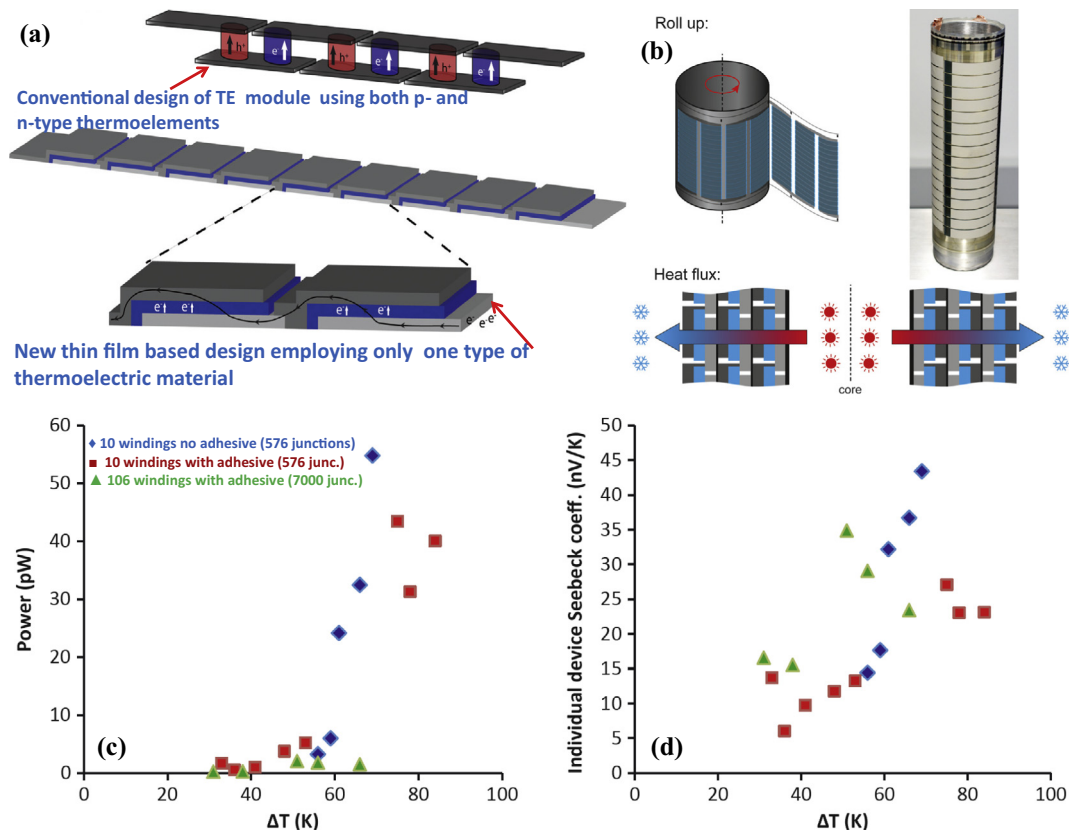 (a)
h⁺
e⁻
h⁺
e⁻
h⁺
e⁻
Conventional design of TE module using both p- and
n-type thermoelements
e⁻ e⁻ e⁻ e⁻
e⁻ e⁻ e⁻
New thin film based design employing only one type of
thermoelectric material
(b)
Roll up:
Heat flux:
core
60
50
40
30
20
10
0
Power (pW)
10 windings no adhesive (576 junctions)
10 windings with adhesive (576 junc.)
106 windings with adhesive (7000 junc.)
(c)
0 20 40 60 80 100
ΔT (K)
50
45
40
35
30
25
20
15
10
5
0
Individual device Seebeck coeff. (nV/K)
(d)
0 20 40 60 80 100
ΔT (K)